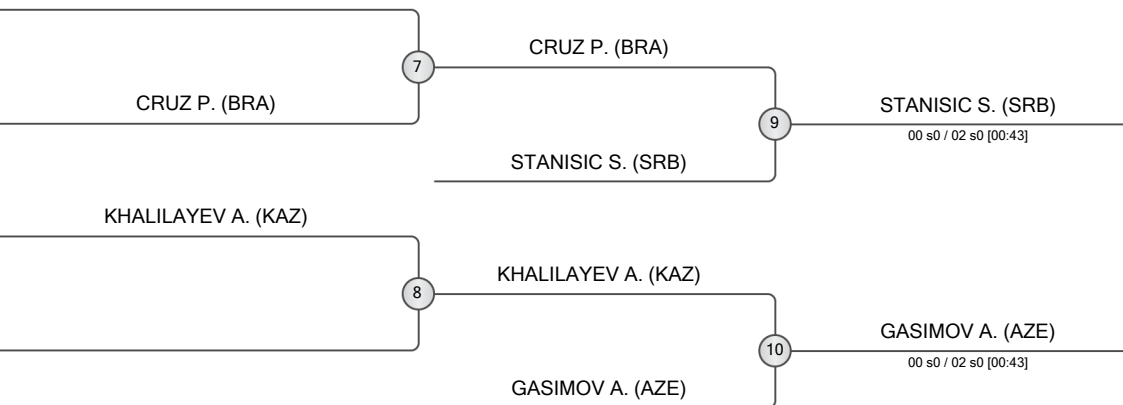 7
CRUZ P. (BRA)
CRUZ P. (BRA)
9
STANISIC S. (SRB)
00 s0 / 02 s0 [00:43]
STANISIC S. (SRB)
KHALILAYEV A. (KAZ)
8
KHALILAYEV A. (KAZ)
10
GASIMOV A. (AZE)
00 s0 / 02 s0 [00:43]
GASIMOV A. (AZE)